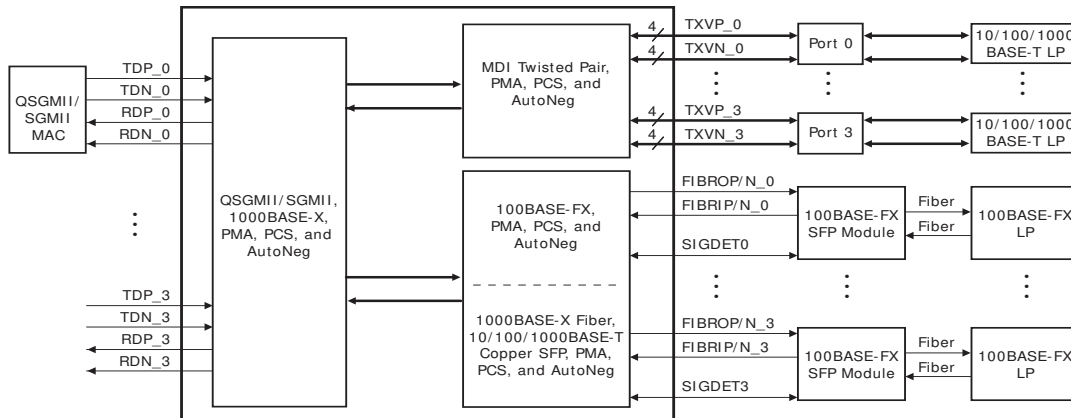 QSGMII/
SGMII
MAC
TDP_0
TDN_0
RDP_0
RDN_0
TDP_3
TDN_3
RDP_3
RDN_3
QSGMII/SGMII,
1000BASE-X,
PMA, PCS, and
AutoNeg
MDI Twisted Pair,
PMA, PCS, and
AutoNeg
4
TXVP_0
4
TXVN_0
4
TXVP_3
4
TXVN_3
Port 0
Port 3
10/100/1000
BASE-T LP
10/100/1000
BASE-T LP
100BASE-FX,
PMA, PCS, and
AutoNeg
1000BASE-X Fiber,
10/100/1000BASE-T
Copper SFP, PMA,
PCS, and AutoNeg
FIBROP/N_0
FIBRIP/N_0
SIGDET0
100BASE-FX
SFP Module
Fiber
Fiber
100BASE-FX
LP
FIBROP/N_3
FIBRIP/N_3
SIGDET3
100BASE-FX
SFP Module
Fiber
Fiber
100BASE-FX
LP